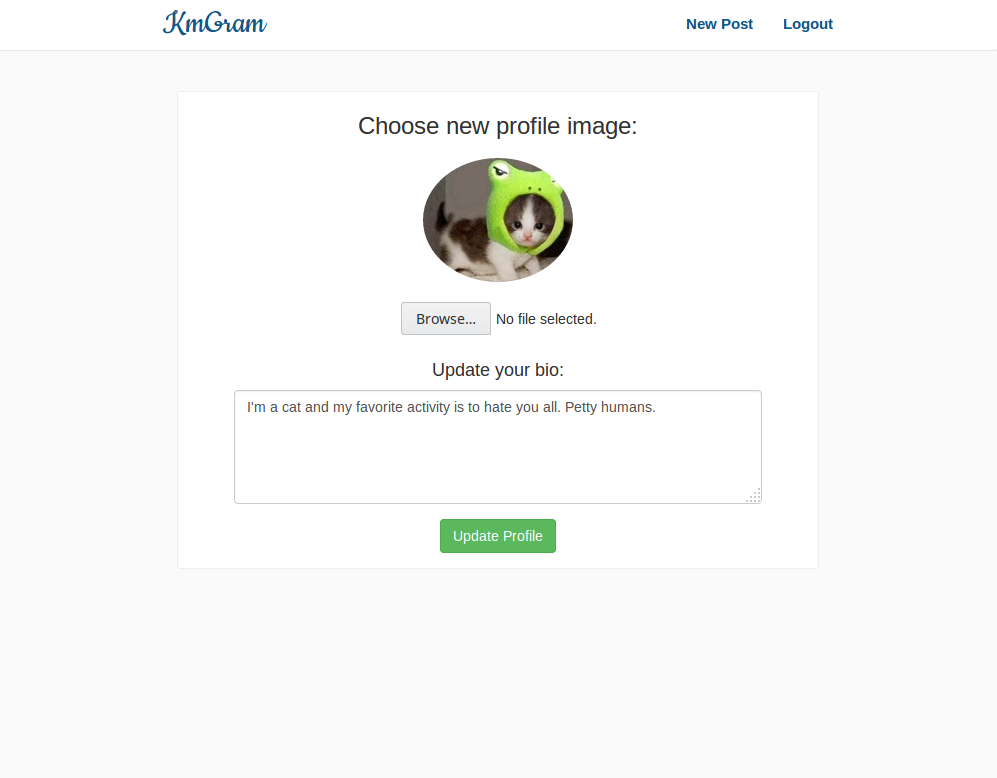 KmGram
New Post
Logout
Choose new profile image:
Browse...
No file selected.
Update your bio:
I'm a cat and my favorite activity is to hate you all. Petty humans.
Update Profile